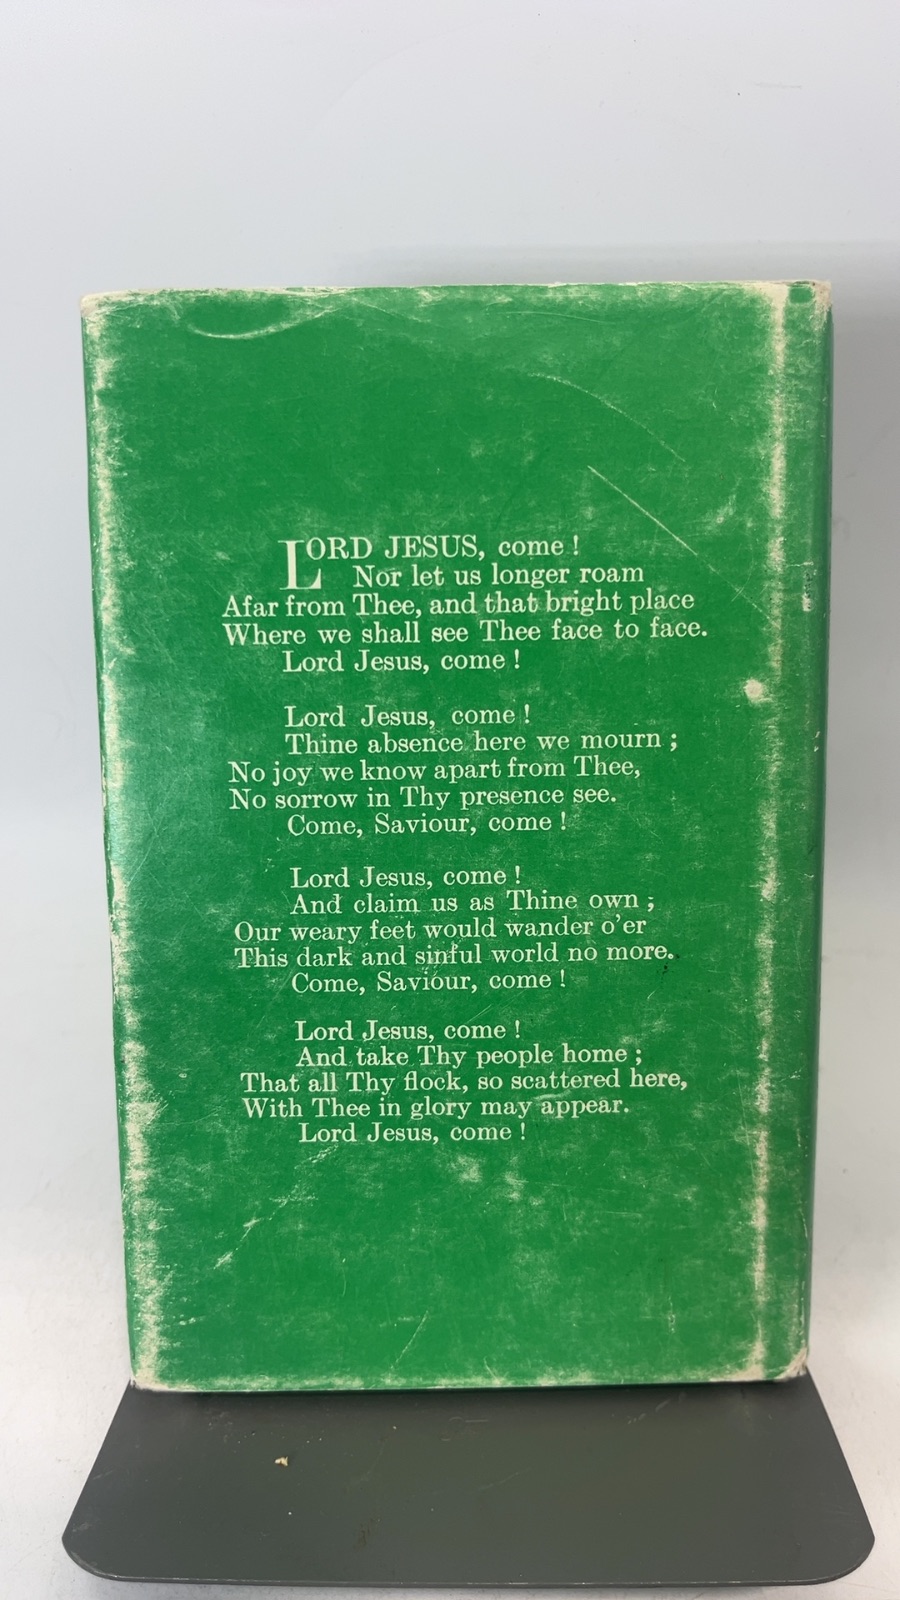 LORD JESUS, come !
Nor let us longer roam
Afar from Thee, and that bright place
Where we shall see Thee face to face.
Lord Jesus, come !
Lord Jesus, come !
Thine absence here we mourn ;
No joy we know apart from Thee,
No sorrow in Thy presence see.
Come, Saviour, come !
Lord Jesus, come !
And claim us as Thine own ;
Our weary feet would wander o'er
This dark and sinful world no more.
Come, Saviour, come !
Lord Jesus, come !
And take Thy people home ;
That all Thy flock, so scattered here,
With Thee in glory may appear.
Lord Jesus, come !